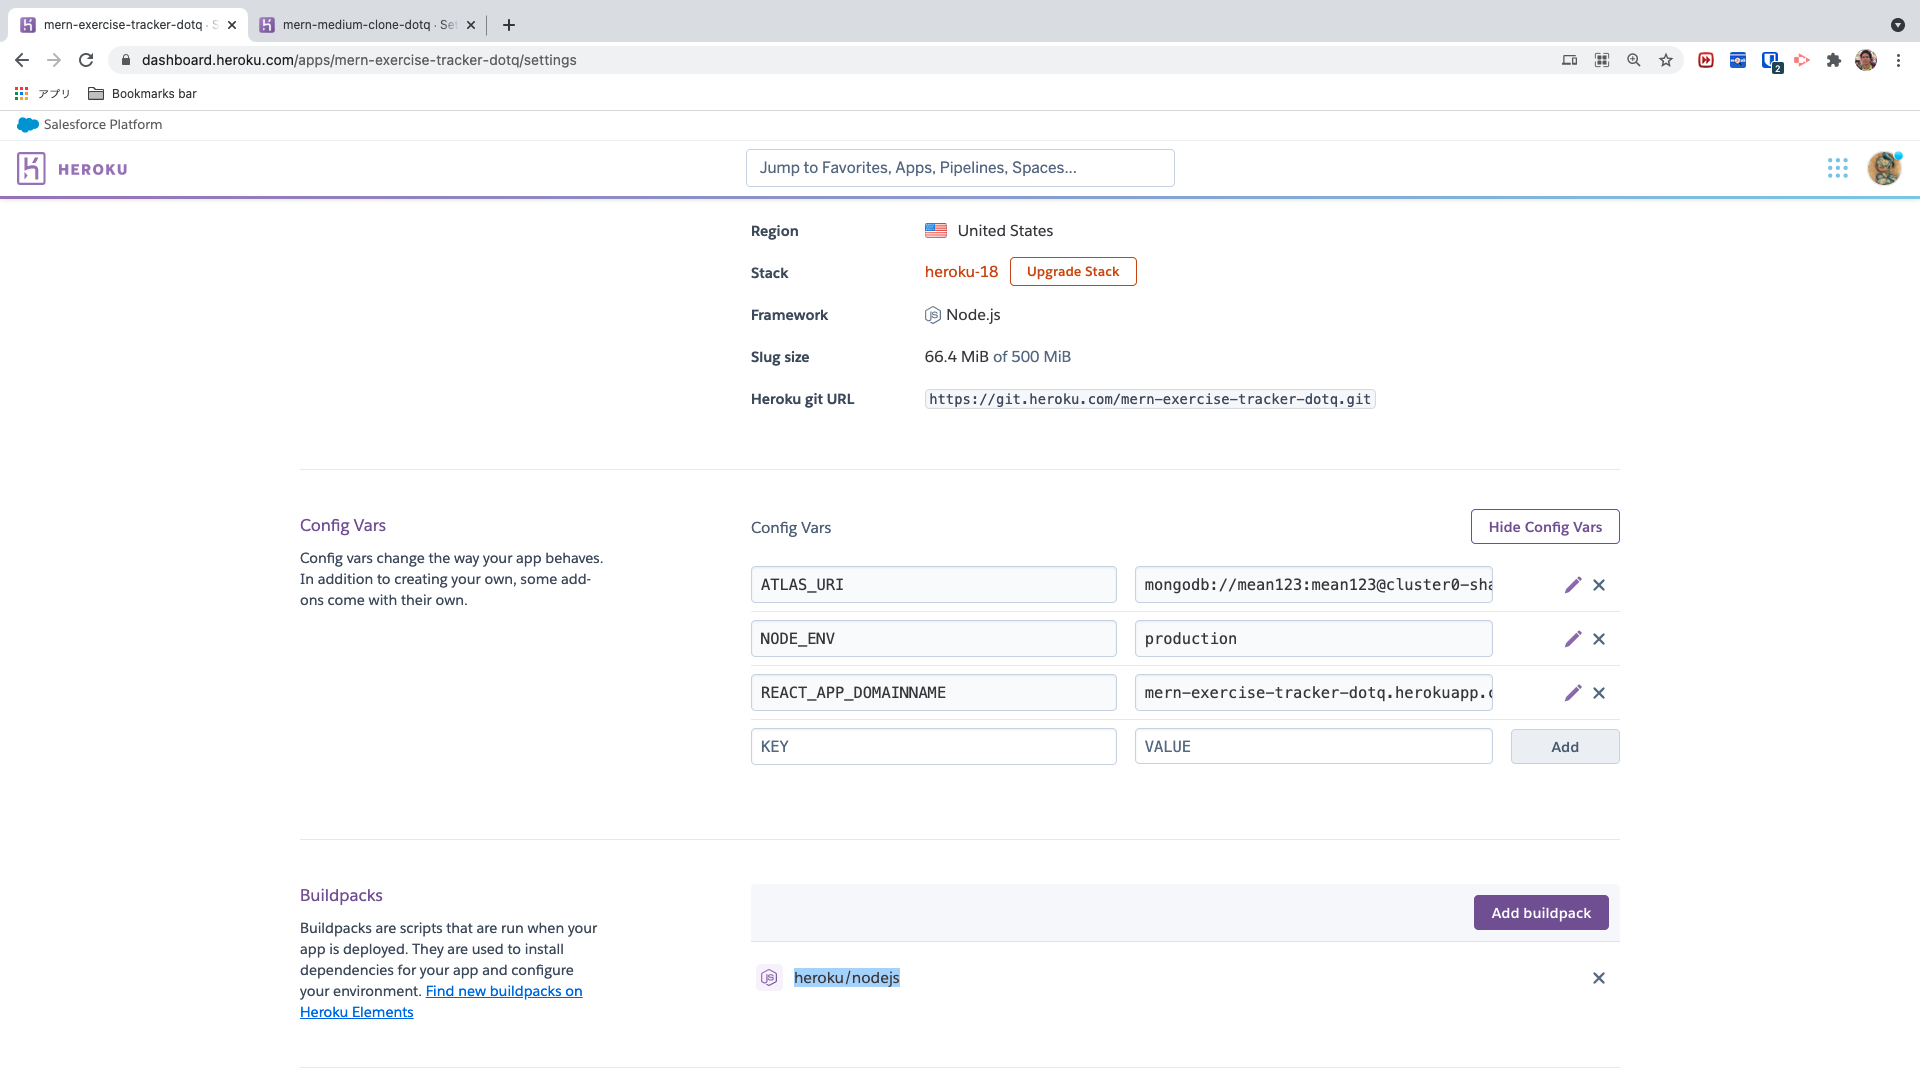 mern-exercise-tracker-dotq · S
mern-medium-clone-dotq · Set
dashboard.heroku.com/apps/mern-exercise-tracker-dotq/settings
2
アプリ
Bookmarks bar
Salesforce Platform
HEROKU
Jump to Favorites, Apps, Pipelines, Spaces...
Region
United States
Stack
heroku-18
Upgrade Stack
Framework
Node.js
Slug size
66.4 MiB of 500 MiB
Heroku git URL
https://git.heroku.com/mern-exercise-tracker-dotq.git
Config Vars
Config vars change the way your app behaves.
In addition to creating your own, some add-
ons come with their own.
Config Vars
Hide Config Vars
ATLAS_URI
mongodb://mean123:mean123@cluster0-sha
NODE_ENV
production
REACT_APP_DOMAINNAME
mern-exercise-tracker-dotq.herokuapp.c
KEY
VALUE
Add
Buildpacks
Buildpacks are scripts that are run when your
app is deployed. They are used to install
dependencies for your app and configure
your environment. Find new buildpacks on
Heroku Elements
Add buildpack
heroku/nodejs